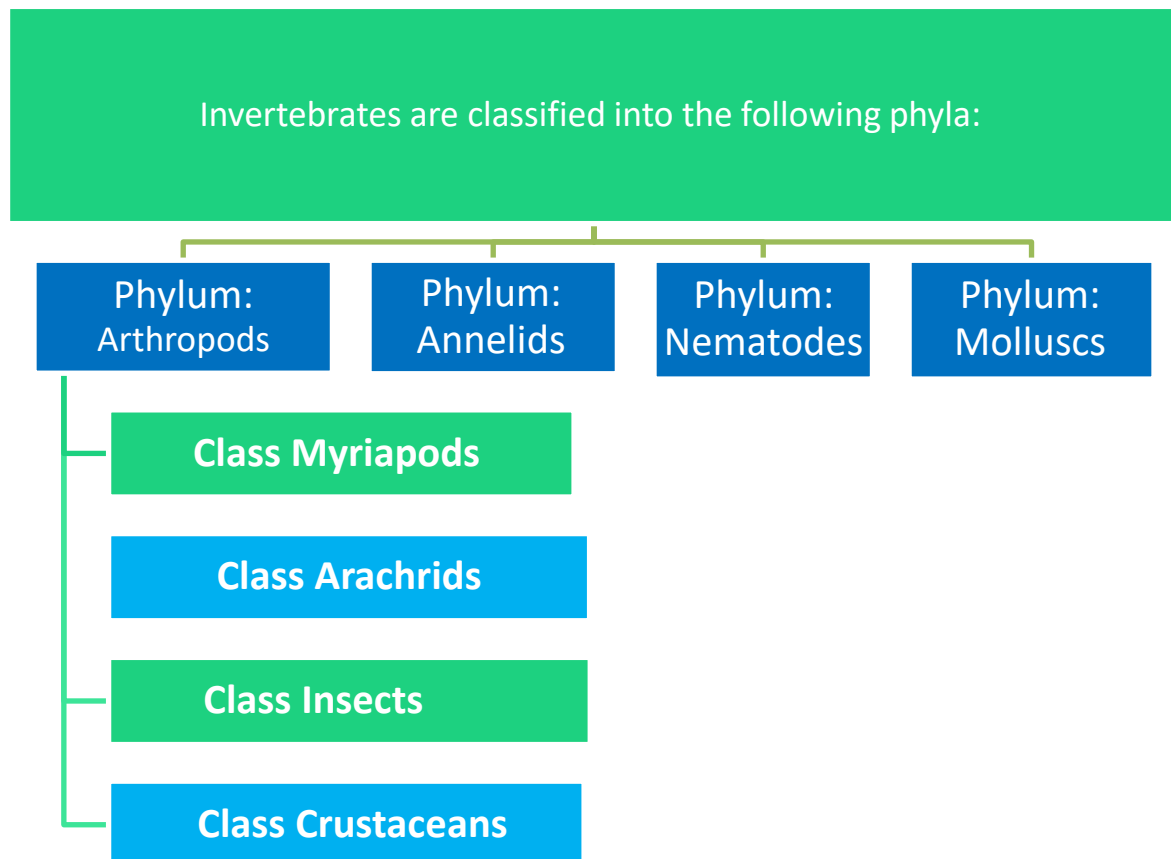 Invertebrates are classified into the following phyla:
Phylum:
Arthropods
Phylum:
Annelids
Phylum:
Nematodes
Phylum:
Molluscs
Class Myriapods
Class Arachrids
Class Insects
Class Crustaceans